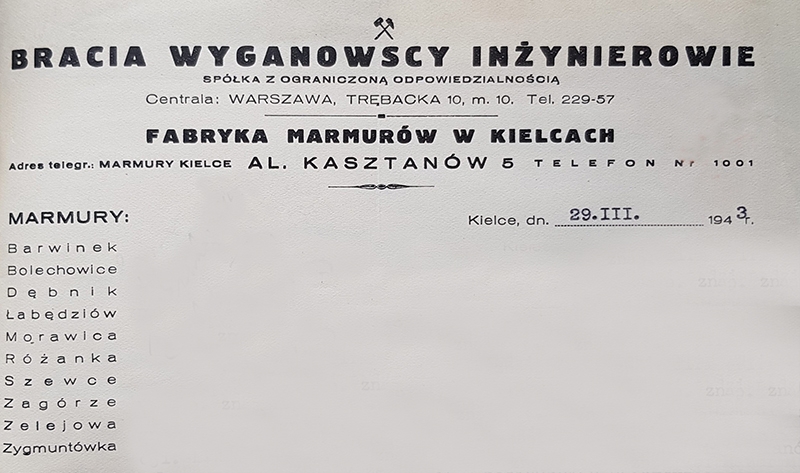 BRACIA WYGANOWSCY INŻYNIEROWIE
SPÓŁKA Z OGRANICZONĄ ODPOWIEDZIALNOŚCIĄ
Centrala: WARSZAWA, TRĘBACKA 10, m. 10. Tel. 229-57
FABRYKA MARMURÓW W KIELCACH
Adres telegr.: MARMURY KIELCE AL. KASZTANÓW 5 TELEFON Nr 1001
MARMURY:
Kielce, dn. 29.III. 1943r.
Barwinek
Bolechowice
Dębnik
Łabędziów
Morawica
Różanka
Szewce
Zagórze
Zelejowa
Zygmuntówka